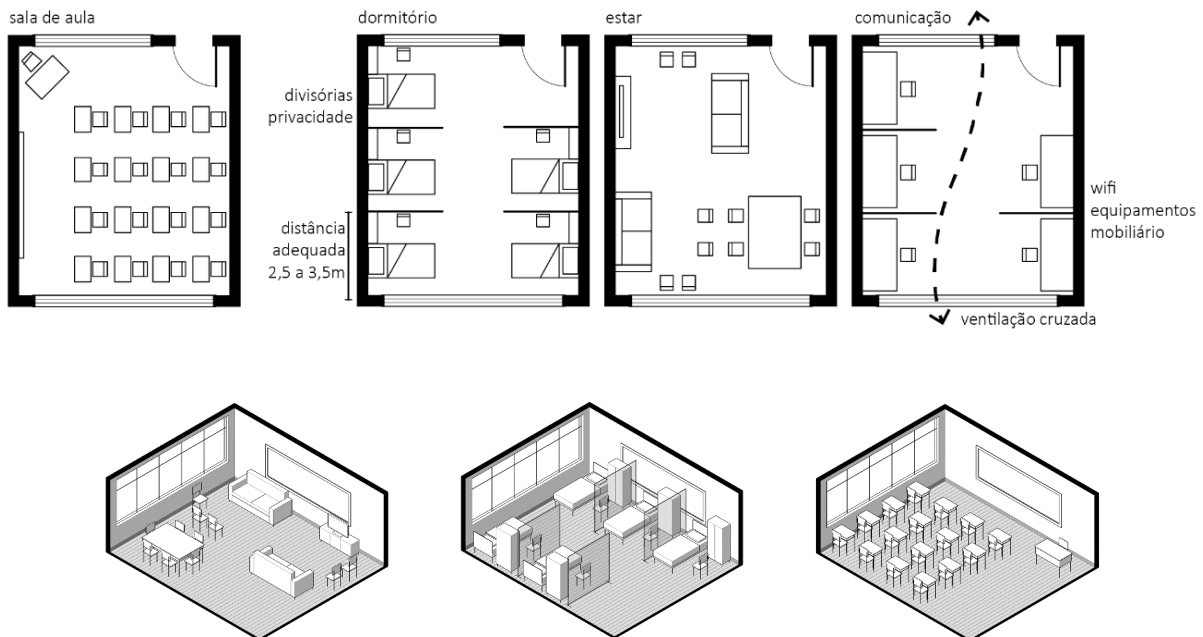 sala de aula
dormitório
estar
comunicação
divisórias
privacidade
distância
adequada
2,5 a 3,5m
wifi
equipamentos
mobiliário
ventilação cruzada